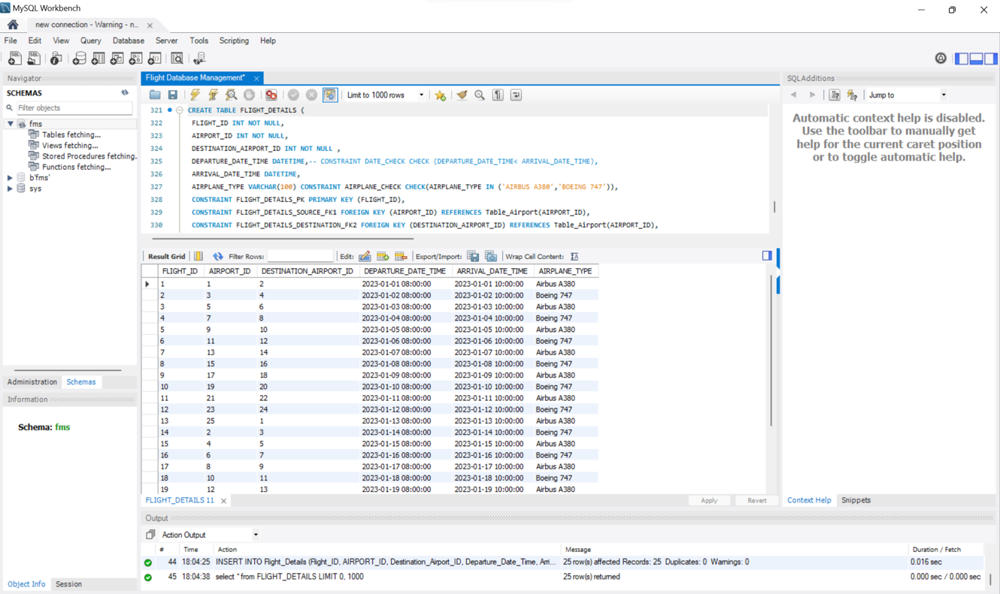 MySQL Workbench
new connection - Warning - n...
File Edit View Query Database Server Tools Scripting Help
Navigator
SCHEMAS
Filter objects
fms
Tables fetching...
Views fetching...
Stored Procedures fetching.
Functions fetching...
b'fms'
sys
Administration Schemas
Information
Schema: fms
Object Info Session
Flight Database Management*
Limit to 1000 rows
321 CREATE TABLE FLIGHT_DETAILS (
322 FLIGHT_ID INT NOT NULL,
323 AIRPORT_ID INT NOT NULL,
324 DESTINATION_AIRPORT_ID INT NOT NULL ,
325 DEPARTURE_DATE_TIME DATETIME,-- CONSTRAINT DATE_CHECK CHECK (DEPARTURE_DATE_TIME< ARRIVAL_DATE_TIME),
326 ARRIVAL_DATE_TIME DATETIME,
327 AIRPLANE_TYPE VARCHAR(100) CONSTRAINT AIRPLANE_CHECK CHECK(AIRPLANE_TYPE IN ('AIRBUS A380','BOEING 747')),
328 CONSTRAINT FLIGHT_DETAILS_PK PRIMARY KEY (FLIGHT_ID),
329 CONSTRAINT FLIGHT_DETAILS_SOURCE_FK1 FOREIGN KEY (AIRPORT_ID) REFERENCES Table_Airport(AIRPORT_ID),
330 CONSTRAINT FLIGHT_DETAILS_DESTINATION_FK2 FOREIGN KEY (DESTINATION_AIRPORT_ID) REFERENCES Table_Airport(AIRPORT_ID),
Result Grid Filter Rows: Edit: Export/Import: Wrap Cell Content:
FLIGHT_ID AIRPORT_ID DESTINATION_AIRPORT_ID DEPARTURE_DATE_TIME ARRIVAL_DATE_TIME AIRPLANE_TYPE
1 1 2 2023-01-01 08:00:00 2023-01-01 10:00:00 Airbus A380
2 3 4 2023-01-02 08:00:00 2023-01-02 10:00:00 Boeing 747
3 5 6 2023-01-03 08:00:00 2023-01-03 10:00:00 Airbus A380
4 7 8 2023-01-04 08:00:00 2023-01-04 10:00:00 Boeing 747
5 9 10 2023-01-05 08:00:00 2023-01-05 10:00:00 Airbus A380
6 11 12 2023-01-06 08:00:00 2023-01-06 10:00:00 Boeing 747
7 13 14 2023-01-07 08:00:00 2023-01-07 10:00:00 Airbus A380
8 15 16 2023-01-08 08:00:00 2023-01-08 10:00:00 Boeing 747
9 17 18 2023-01-09 08:00:00 2023-01-09 10:00:00 Airbus A380
10 19 20 2023-01-10 08:00:00 2023-01-10 10:00:00 Boeing 747
11 21 22 2023-01-11 08:00:00 2023-01-11 10:00:00 Airbus A380
12 23 24 2023-01-12 08:00:00 2023-01-12 10:00:00 Boeing 747
13 25 1 2023-01-13 08:00:00 2023-01-13 10:00:00 Airbus A380
14 2 3 2023-01-14 08:00:00 2023-01-14 10:00:00 Boeing 747
15 4 5 2023-01-15 08:00:00 2023-01-15 10:00:00 Airbus A380
16 6 7 2023-01-16 08:00:00 2023-01-16 10:00:00 Boeing 747
17 8 9 2023-01-17 08:00:00 2023-01-17 10:00:00 Airbus A380
18 10 11 2023-01-18 08:00:00 2023-01-18 10:00:00 Boeing 747
19 12 13 2023-01-19 08:00:00 2023-01-19 10:00:00 Airbus A380
FLIGHT_DETAILS 11 Apply Revert
Output
Action Output
# Time Action Message Duration / Fetch
44 18:04:25 INSERT INTO Flight_Details (Flight_ID, AIRPORT_ID, Destination_Airport_ID, Departure_Date_Time, Arri... 25 row(s) affected Records: 25 Duplicates: 0 Warnings: 0 0.016 sec
45 18:04:38 select * from FLIGHT_DETAILS LIMIT 0, 1000 25 row(s) returned 0.000 sec / 0.000 sec
SQLAdditions
Jump to
Automatic context help is disabled.
Use the toolbar to manually get
help for the current caret position
or to toggle automatic help.
Context Help Snippets